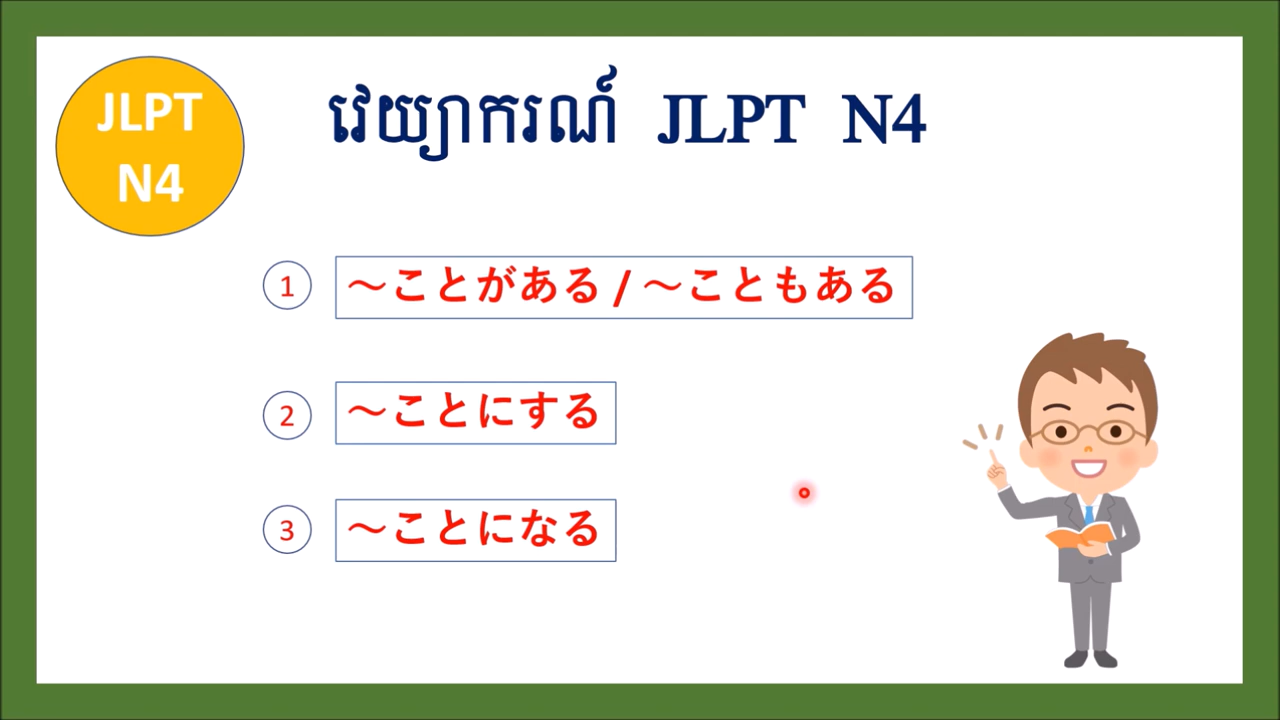 JLPT
N4
វេយ្យាករណ៍ JLPT N4
1 ～ことがある / ～こともある
2 ～ことにする
3 ～ことになる